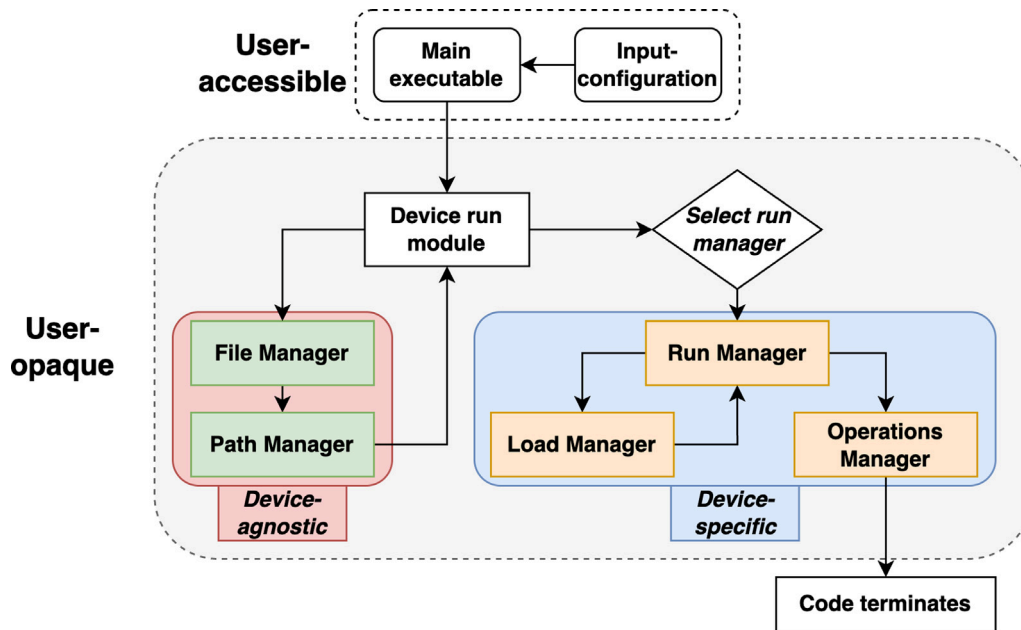 User-
accessible
Main
executable
Input-
configuration
Device run
module
Select run
manager
User-
opaque
File Manager
Run Manager
Path Manager
Load Manager
Operations
Manager
Device-
agnostic
Device-
specific
Code terminates